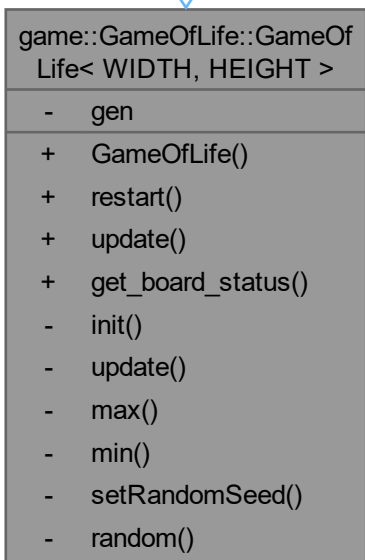 game::GameOfLife::GameOf
Life< WIDTH, HEIGHT >
- gen
+ GameOfLife()
+ restart()
+ update()
+ get_board_status()
- init()
- update()
- max()
- min()
- setRandomSeed()
- random()